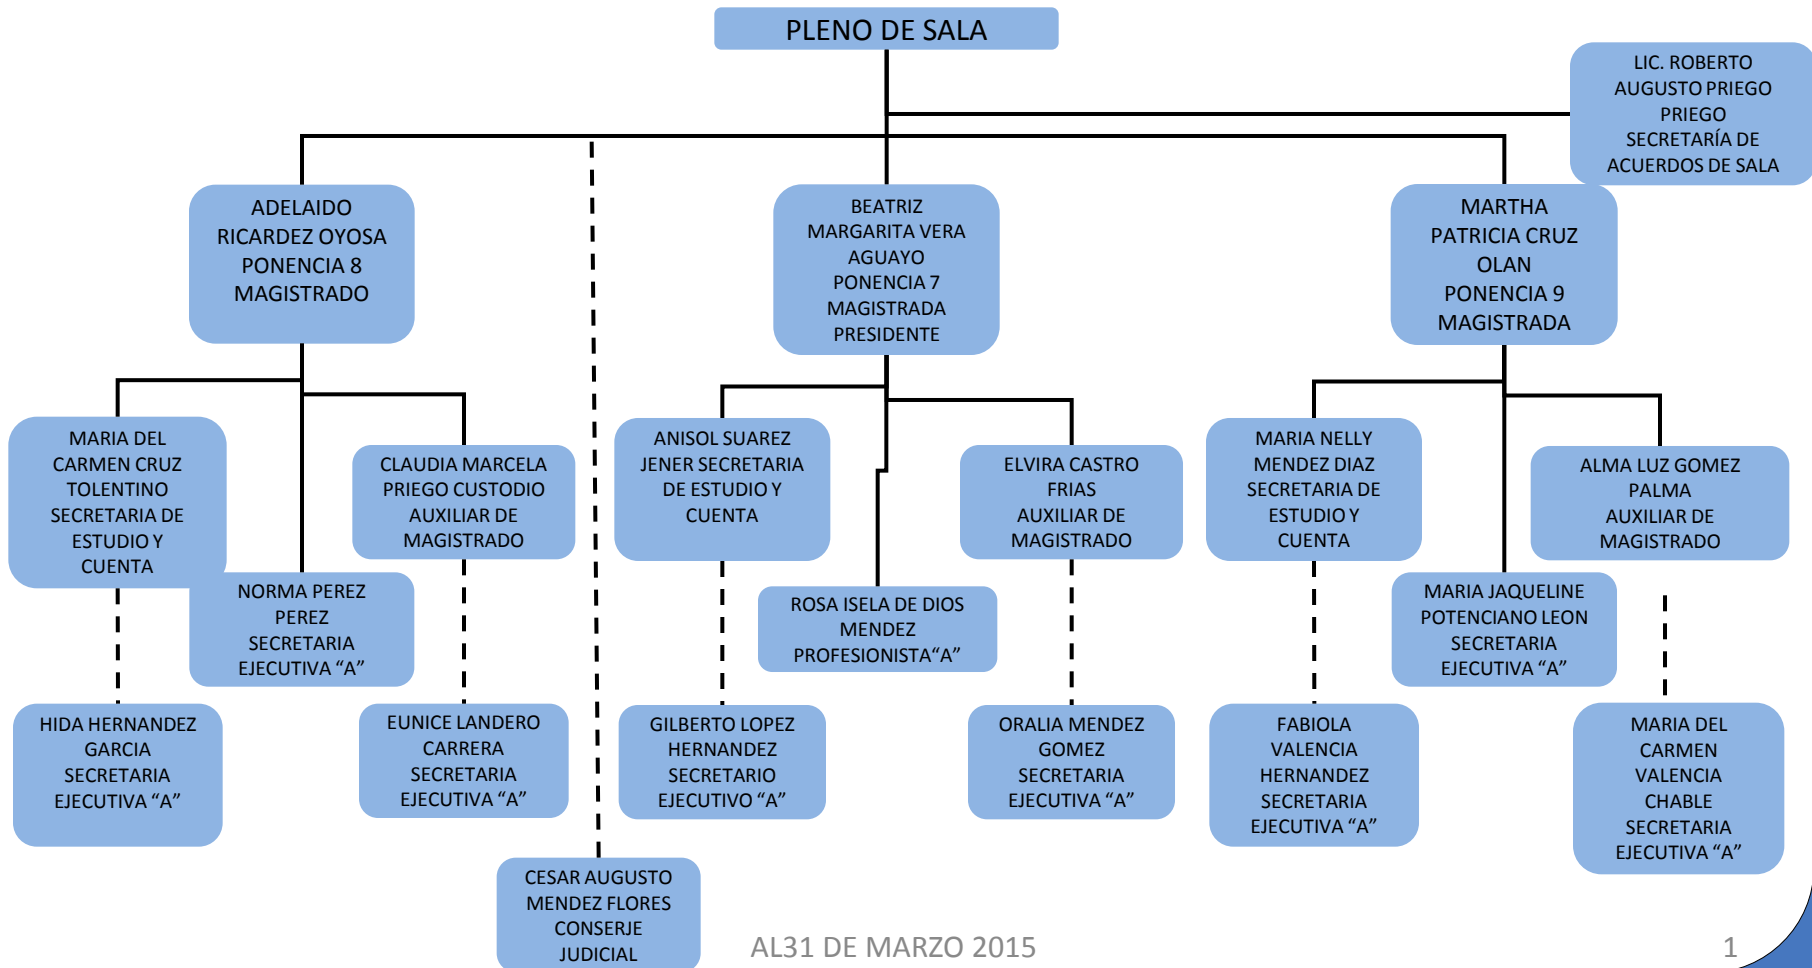 PLENO DE SALA
LIC. ROBERTO
AUGUSTO PRIEGO
PRIEGO
SECRETARÍA DE
ACUERDOS DE SALA
ADELAIDO
RICARDEZ OYOSA
PONENCIA 8
MAGISTRADO
BEATRIZ
MARGARITA VERA
AGUAYO
PONENCIA 7
MAGISTRADA
PRESIDENTE
MARTHA
PATRICIA CRUZ
OLAN
PONENCIA 9
MAGISTRADA
MARIA DEL
CARMEN CRUZ
TOLENTINO
SECRETARIA DE
ESTUDIO Y
CUENTA
NORMA PEREZ
PEREZ
SECRETARIA
EJECUTIVA “A”
CLAUDIA MARCELA
PRIEGO CUSTODIO
AUXILIAR DE
MAGISTRADO
ANISOL SUAREZ
JENER SECRETARIA
DE ESTUDIO Y
CUENTA
ROSA ISELA DE DIOS
MENDEZ
PROFESIONISTA“A”
ELVIRA CASTRO
FRIAS
AUXILIAR DE
MAGISTRADO
MARIA NELLY
MENDEZ DIAZ
SECRETARIA DE
ESTUDIO Y
CUENTA
MARIA JAQUELINE
POTENCIANO LEON
SECRETARIA
EJECUTIVA “A”
ALMA LUZ GOMEZ
PALMA
AUXILIAR DE
MAGISTRADO
HIDA HERNANDEZ
GARCIA
SECRETARIA
EJECUTIVA “A”
EUNICE LANDERO
CARRERA
SECRETARIA
EJECUTIVA “A”
GILBERTO LOPEZ
HERNANDEZ
SECRETARIO
EJECUTIVO “A”
ORALIA MENDEZ
GOMEZ
SECRETARIA
EJECUTIVA “A”
FABIOLA
VALENCIA
HERNANDEZ
SECRETARIA
EJECUTIVA “A”
MARIA DEL
CARMEN
VALENCIA
CHABLE
SECRETARIA
EJECUTIVA “A”
CESAR AUGUSTO
MENDEZ FLORES
CONSERJE
JUDICIAL
AL31 DE MARZO 2015
1